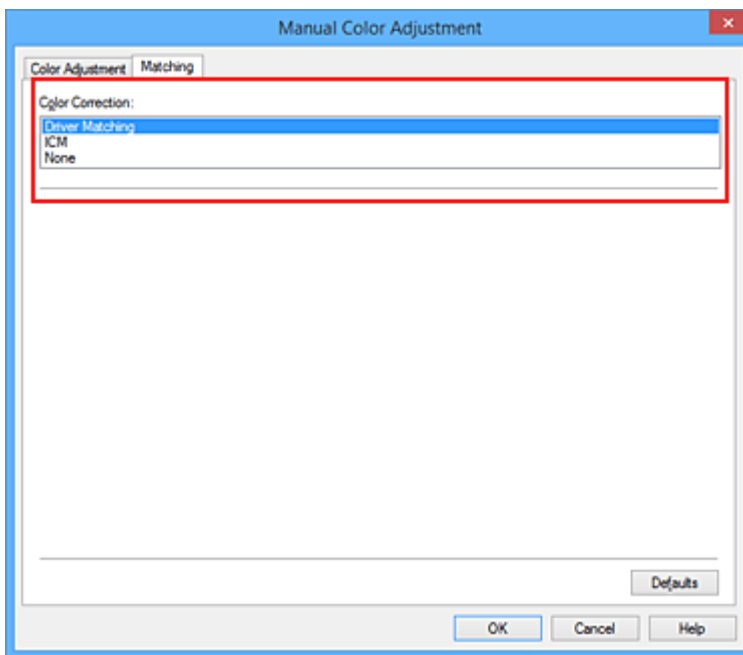 Manual Color Adjustment
Color Adjustment Matching
Color Correction:
Driver Matching
ICM
None
Defaults
OK Cancel Help